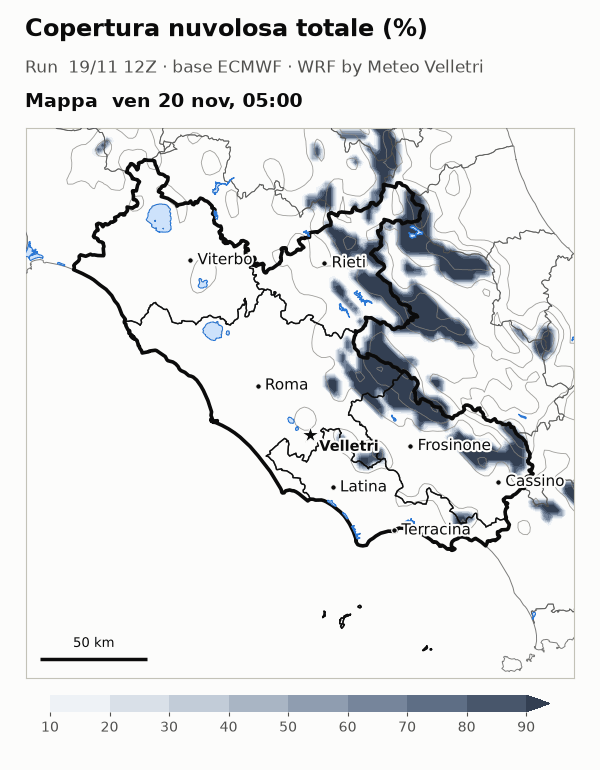 Copertura nuvolosa totale (%)
Run 19/11 12Z · base ECMWF · WRF by Meteo Velletri
Mappa ven 20 nov, 05:00
Viterbo
Rieti
Roma
Velletri
Frosinone
Cassino
Latina
Terracina
50 km
10 20 30 40 50 60 70 80 90